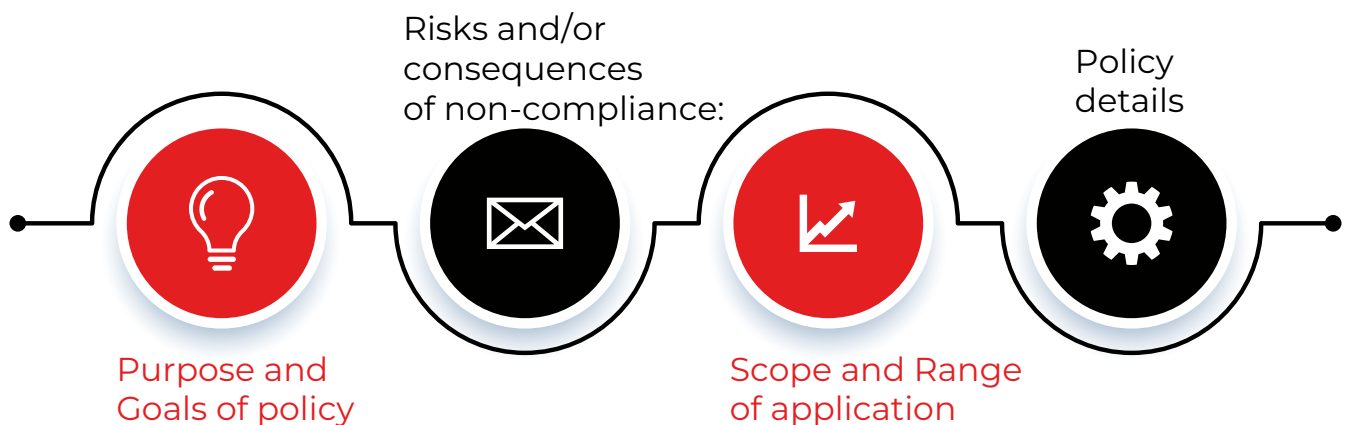 Purpose and
Goals of policy
Risks and/or
consequences
of non-compliance:
Scope and Range
of application
Policy
details